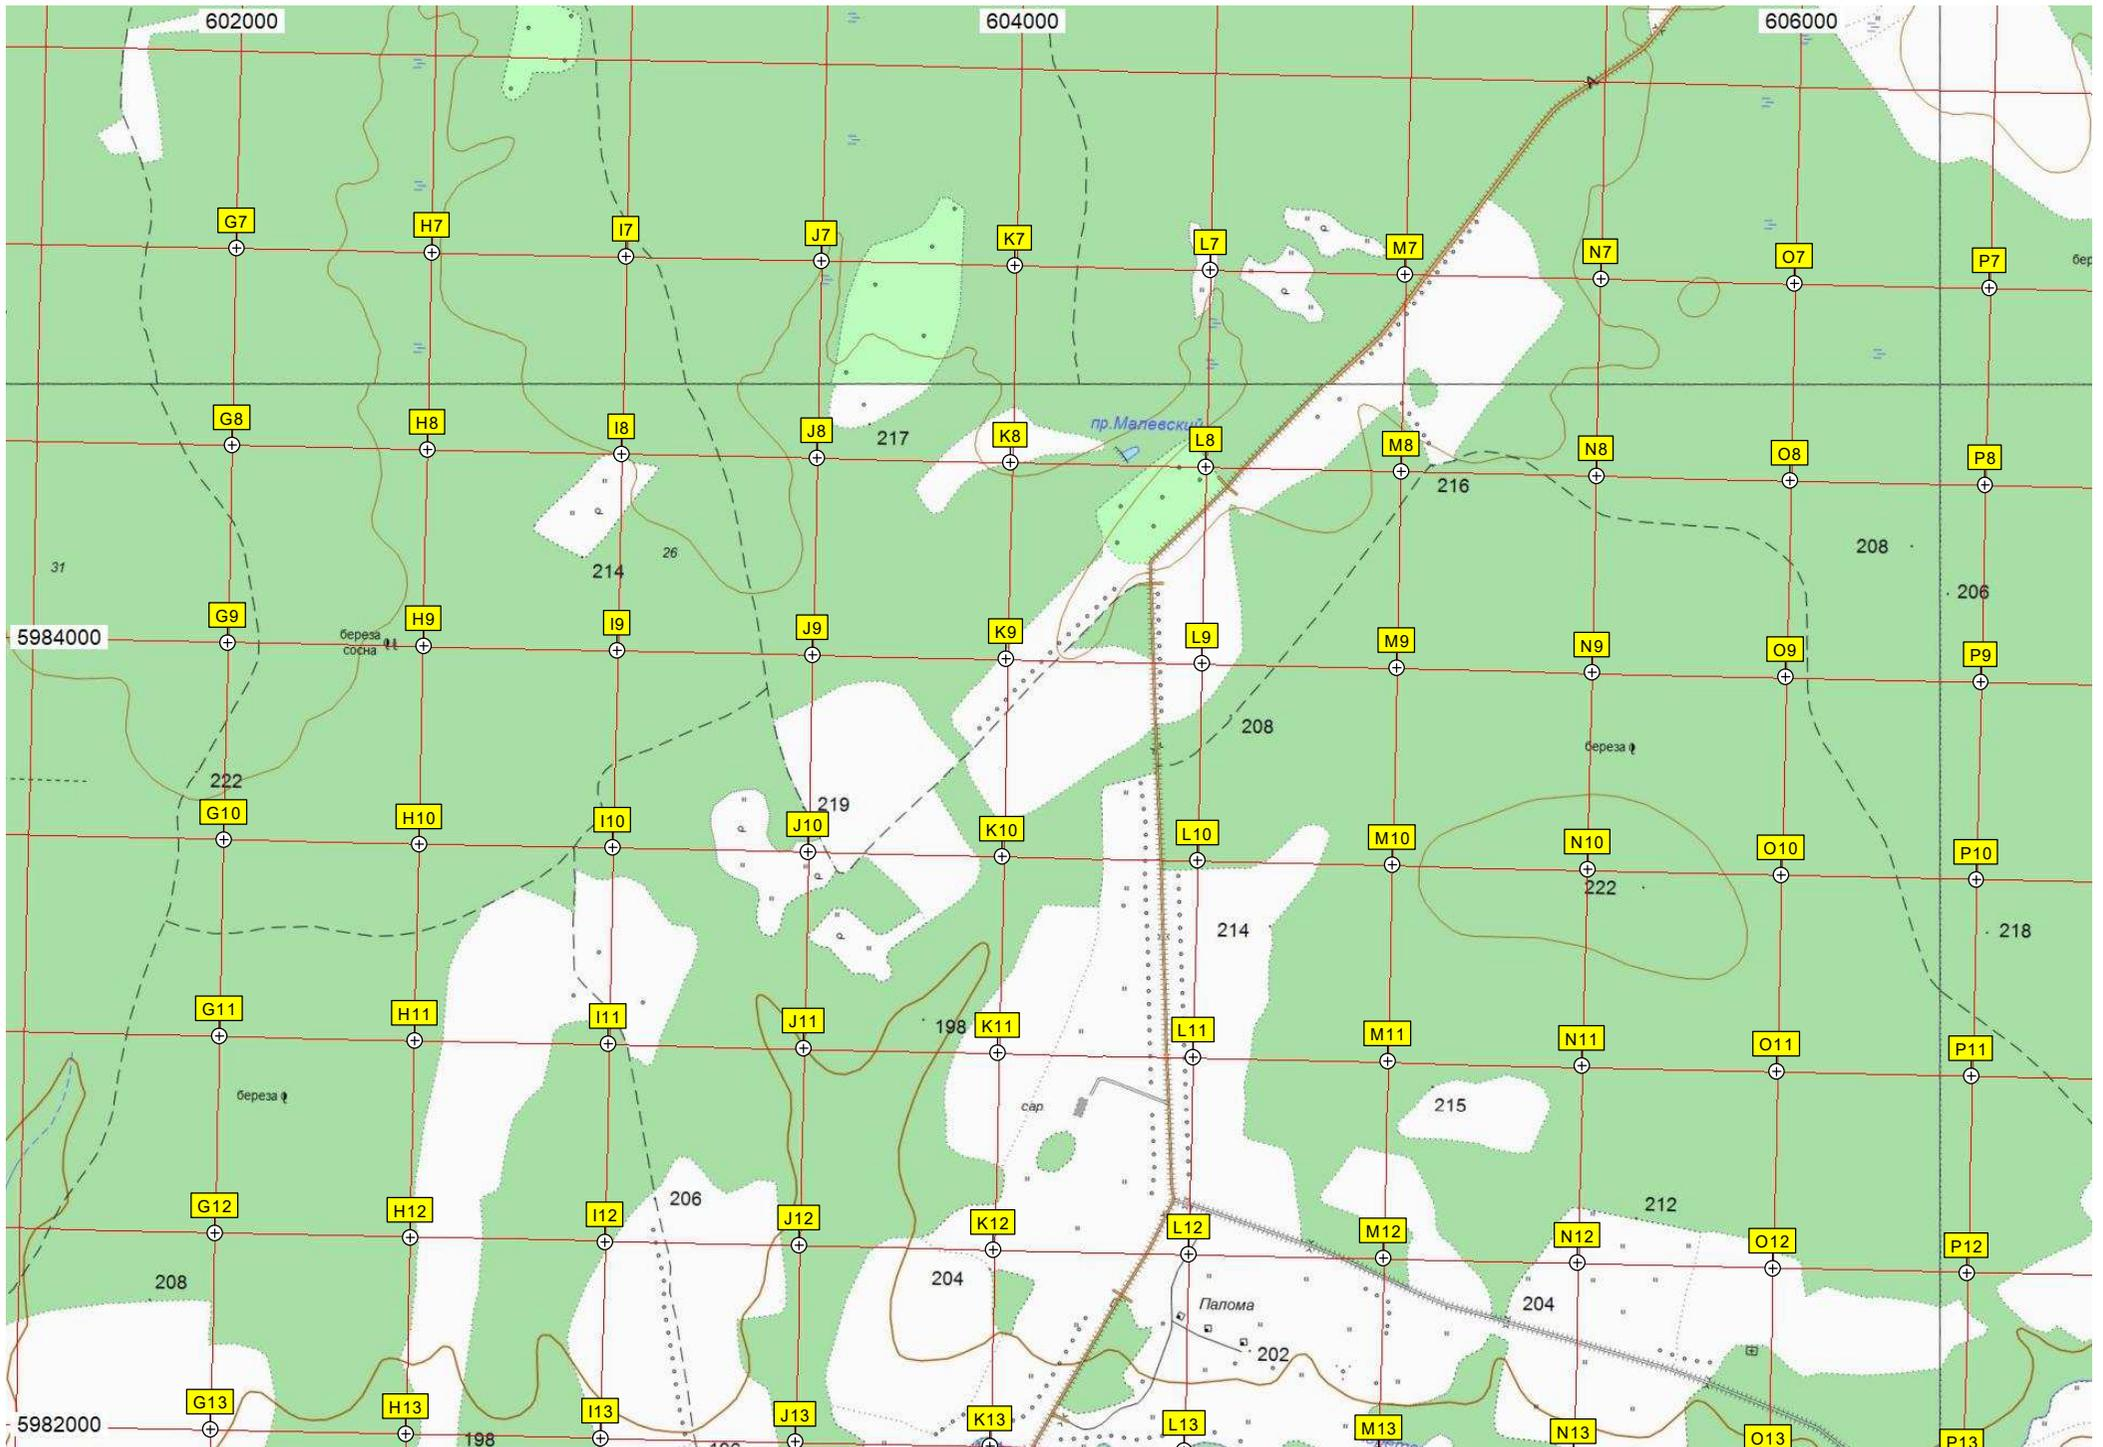 602000 604000 606000
G7 H7 I7 J7 K7 L7 M7 N7 O7 P7
бер
G8 H8 I8 J8 217 K8 пр.Малевский L8 M8 N8 O8 P8
216
31 26 214 208
206
G9 H9 I9 J9 K9 L9 M9 N9 O9 P9
5984000
береза
сосна
208
береза
222 219
G10 H10 I10 J10 K10 L10 M10 N10 O10 P10
222
214 218
G11 H11 I11 J11 198 K11 L11 M11 N11 O11 P11
береза сар 215
206 212
G12 H12 I12 J12 K12 L12 M12 N12 O12 P12
208 204 Палома 204
202
G13 H13 I13 J13 K13 L13 M13 N13 O13 P13
5982000
198